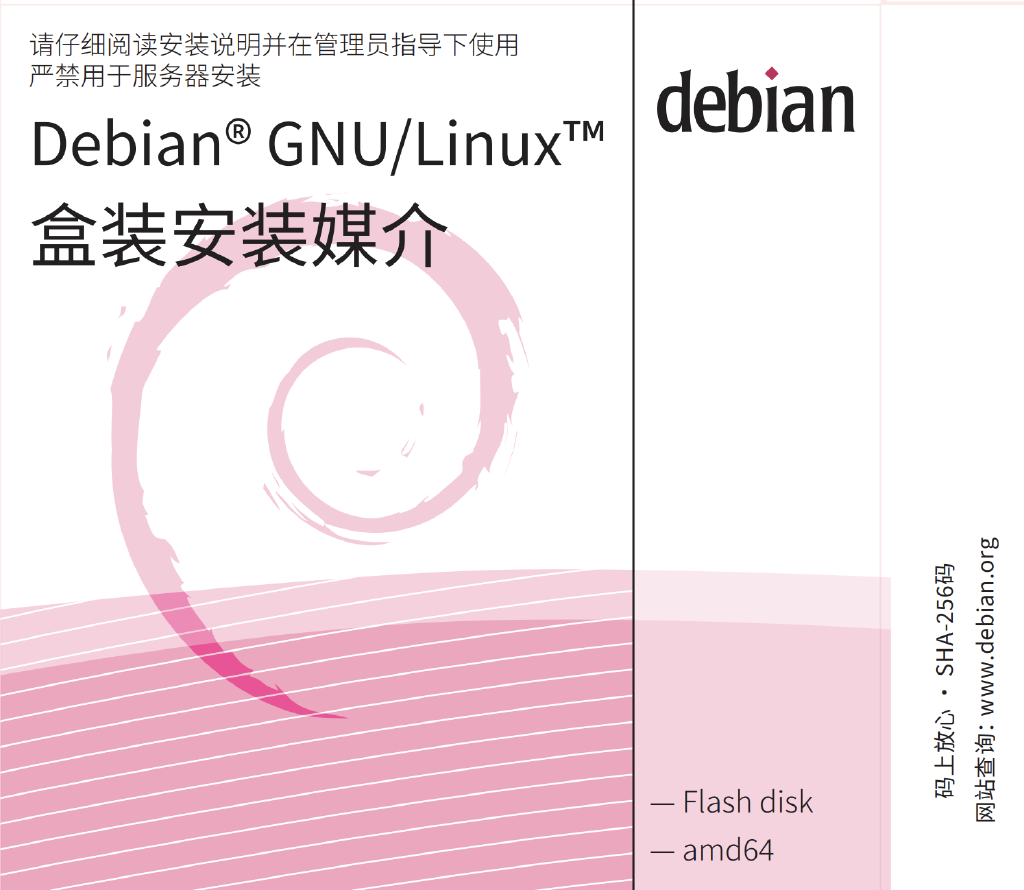 请仔细阅读安装说明并在管理员指导下使用
严禁用于服务器安装
Debian® GNU/Linux™
盒装安装媒介
debian
— Flash disk
— amd64
码上放心 · SHA-256码
网站查询：www.debian.org